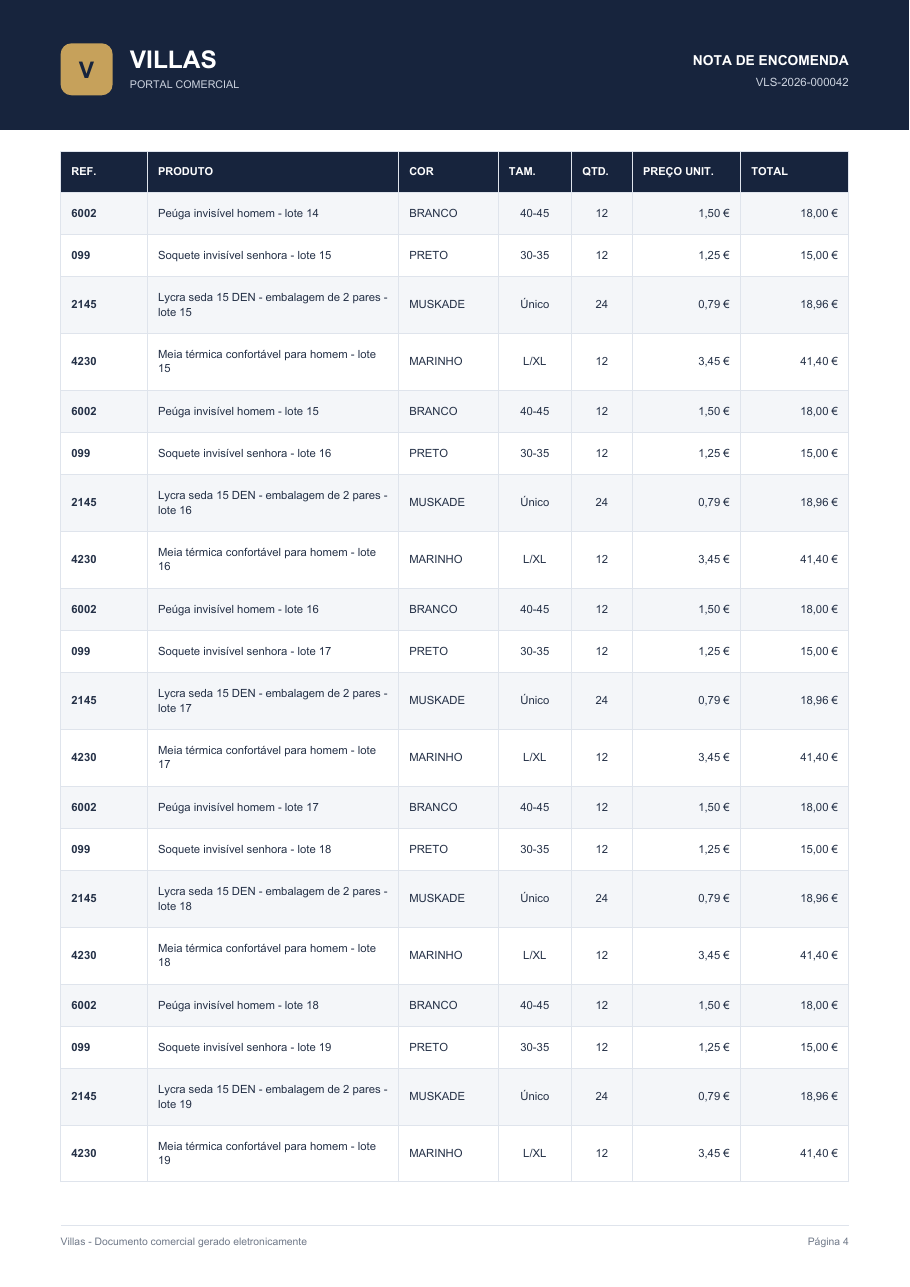 V
VILLAS
PORTAL COMERCIAL
NOTA DE ENCOMENDA
VLS-2026-000042
REF. PRODUTO COR TAM. QTD. PREÇO UNIT. TOTAL
6002 Peúga invisível homem - lote 14 BRANCO 40-45 12 1,50 € 18,00 €
099 Soquete invisível senhora - lote 15 PRETO 30-35 12 1,25 € 15,00 €
2145 Lycra seda 15 DEN - embalagem de 2 pares -
lote 15 MUSKADE Único 24 0,79 € 18,96 €
4230 Meia térmica confortável para homem - lote
15 MARINHO L/XL 12 3,45 € 41,40 €
6002 Peúga invisível homem - lote 15 BRANCO 40-45 12 1,50 € 18,00 €
099 Soquete invisível senhora - lote 16 PRETO 30-35 12 1,25 € 15,00 €
2145 Lycra seda 15 DEN - embalagem de 2 pares -
lote 16 MUSKADE Único 24 0,79 € 18,96 €
4230 Meia térmica confortável para homem - lote
16 MARINHO L/XL 12 3,45 € 41,40 €
6002 Peúga invisível homem - lote 16 BRANCO 40-45 12 1,50 € 18,00 €
099 Soquete invisível senhora - lote 17 PRETO 30-35 12 1,25 € 15,00 €
2145 Lycra seda 15 DEN - embalagem de 2 pares -
lote 17 MUSKADE Único 24 0,79 € 18,96 €
4230 Meia térmica confortável para homem - lote
17 MARINHO L/XL 12 3,45 € 41,40 €
6002 Peúga invisível homem - lote 17 BRANCO 40-45 12 1,50 € 18,00 €
099 Soquete invisível senhora - lote 18 PRETO 30-35 12 1,25 € 15,00 €
2145 Lycra seda 15 DEN - embalagem de 2 pares -
lote 18 MUSKADE Único 24 0,79 € 18,96 €
4230 Meia térmica confortável para homem - lote
18 MARINHO L/XL 12 3,45 € 41,40 €
6002 Peúga invisível homem - lote 18 BRANCO 40-45 12 1,50 € 18,00 €
099 Soquete invisível senhora - lote 19 PRETO 30-35 12 1,25 € 15,00 €
2145 Lycra seda 15 DEN - embalagem de 2 pares -
lote 19 MUSKADE Único 24 0,79 € 18,96 €
4230 Meia térmica confortável para homem - lote
19 MARINHO L/XL 12 3,45 € 41,40 €
Villas - Documento comercial gerado eletronicamente
Página 4